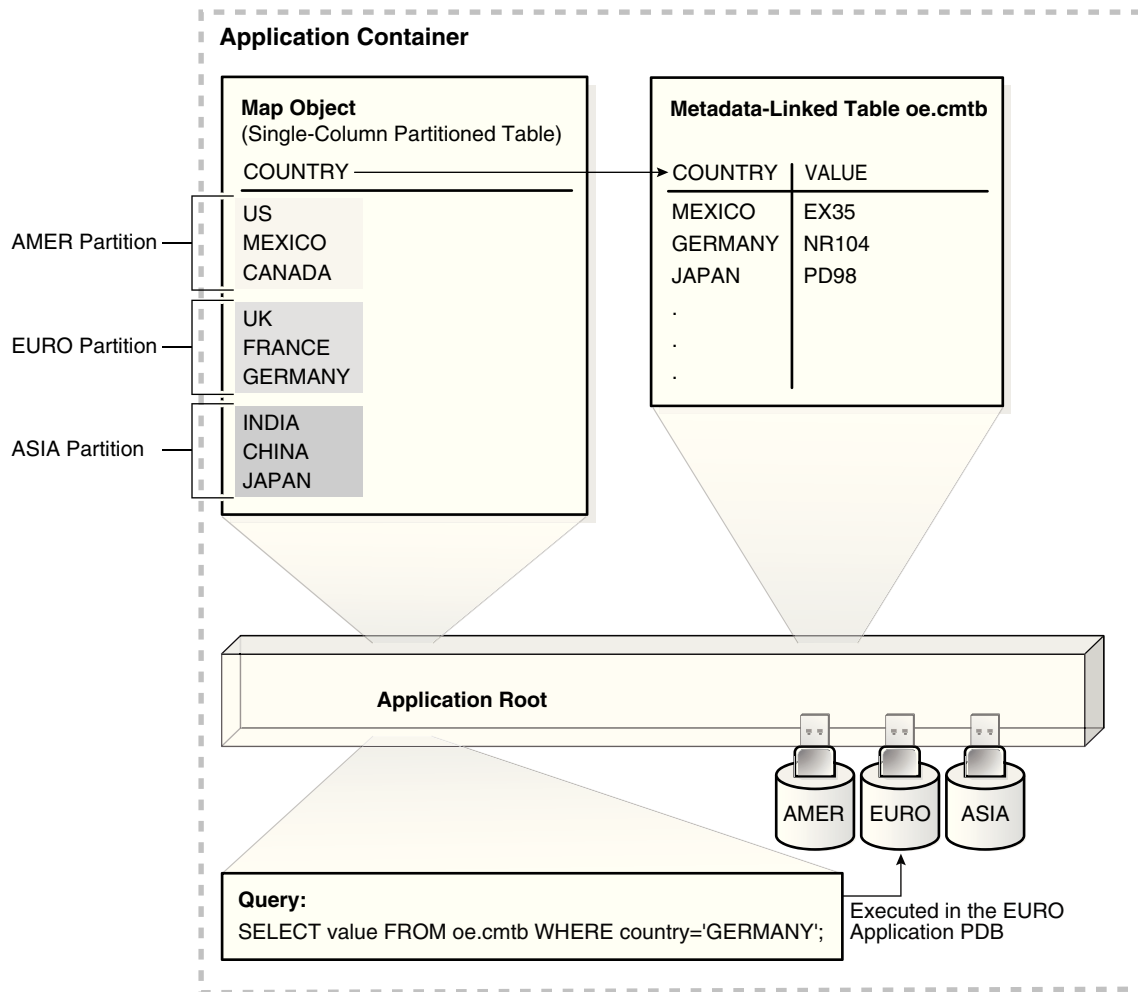 Application Container
Map Object
(Single-Column Partitioned Table)
COUNTRY
US
MEXICO
CANADA
UK
FRANCE
GERMANY
INDIA
CHINA
JAPAN
AMER Partition
EURO Partition
ASIA Partition
Metadata-Linked Table oe.cmtb
COUNTRY VALUE
MEXICO EX35
GERMANY NR104
JAPAN PD98
.
.
.
Application Root
AMER
EURO
ASIA
Query:
SELECT value FROM oe.cmtb WHERE country='GERMANY';
Executed in the EURO
Application PDB